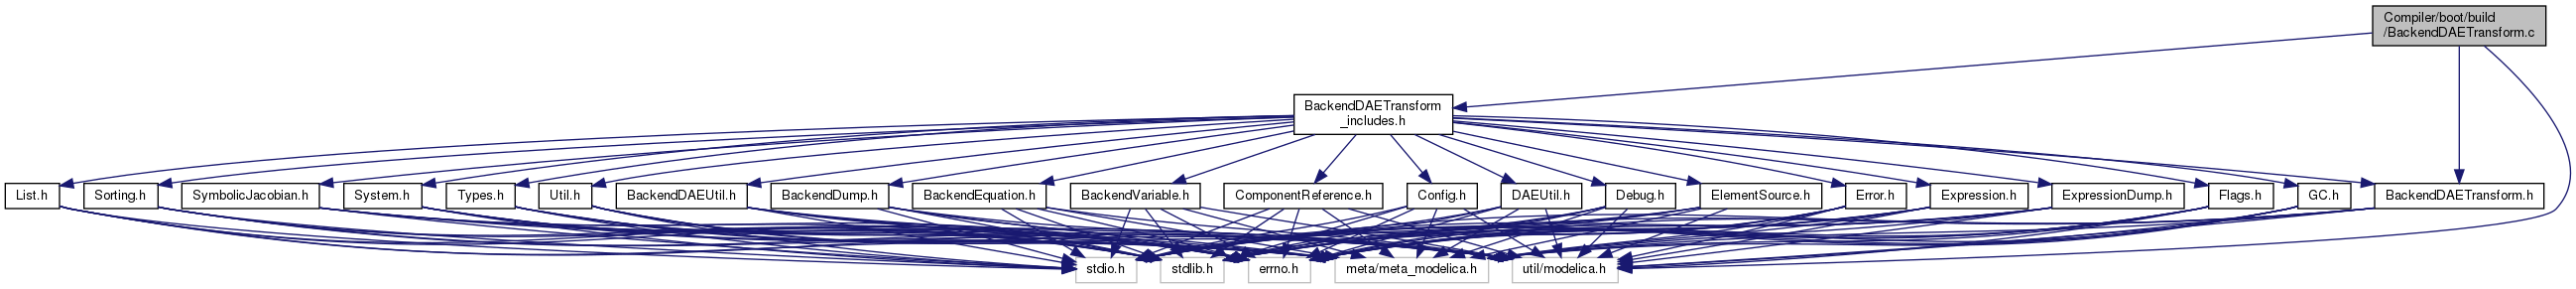 Compiler/boot/build
/BackendDAETransform.c
BackendDAETransform
_includes.h
List.h
Sorting.h
SymbolicJacobian.h
System.h
Types.h
Util.h
BackendDAEUtil.h
BackendDump.h
BackendEquation.h
BackendVariable.h
ComponentReference.h
Config.h
DAEUtil.h
Debug.h
ElementSource.h
Error.h
Expression.h
ExpressionDump.h
Flags.h
GC.h
BackendDAETransform.h
stdio.h
stdlib.h
errno.h
meta/meta_modelica.h
util/modelica.h